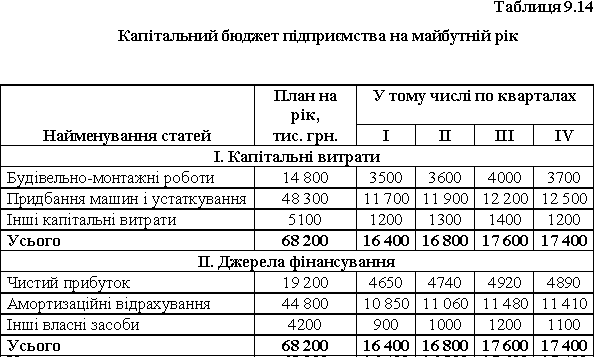 Таблиця 9.14
Капітальний бюджет підприємства на майбутній рік
Найменування статей План на рік, тис. грн. У тому числі по кварталах
I II III IV
I. Капітальні витрати
Будівельно-монтажні роботи 14 800 3500 3600 4000 3700
Придбання машин і устаткування 48 300 11 700 11 900 12 200 12 500
Інші капітальні витрати 5100 1200 1300 1400 1200
Усього 68 200 16 400 16 800 17 600 17 400
II. Джерела фінансування
Чистий прибуток 19 200 4650 4740 4920 4890
Амортизаційні відрахування 44 800 10 850 11 060 11 480 11 410
Інші власні засоби 4200 900 1000 1200 1100
Усього 68 200 16 400 16 800 17 600 17 400